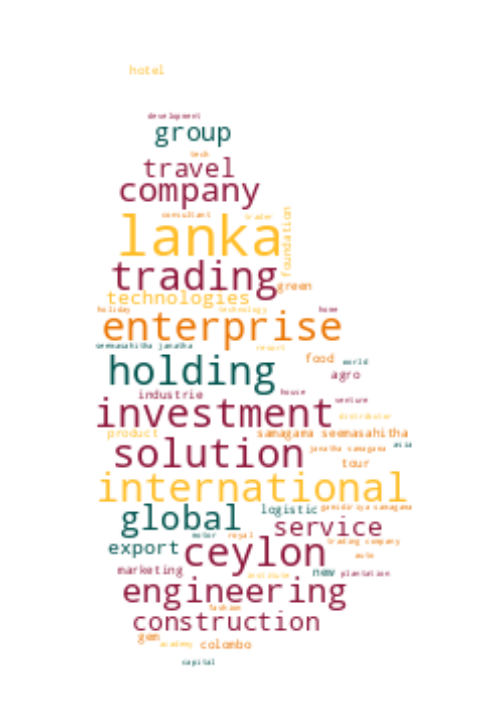 hotel
development
group
tech
travel
company
consultant trader
lanka
foundation
trading
green
technologies
holiday technology home
enterprise
seemasahitha janatha resort
holding food world
agro
industrie house
venture
investment distributor
product samagama seemasahitha
solution janatha samagama asia
tour
international
global logistic gamidiriya samagama
service
motor royal
export ceylon trading company
auto
marketing institute new plantation
engineering
fashion
construction
gem
academy colombo
capital